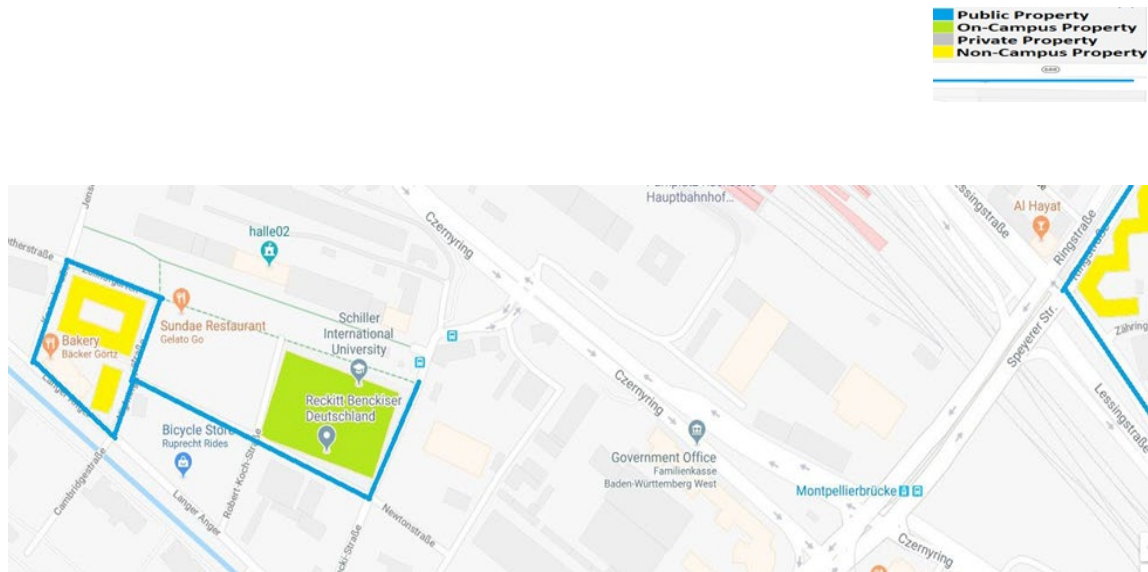 Public Property
On-Campus Property
Private Property
Non-Campus Property
Hauptbahnhof...
Czernyring
halle02
Al Hayat
Ringstraße
Lessingstraße
Schiller
International
University
Sundae Restaurant
Gelato Go
Bakery
Bäcker Görtz
Reckitt Benckiser
Deutschland
Speyerer Str.
Zähring
Czernyring
Bicycle Store
Ruprecht Rides
Robert-Koch-Straße
Government Office
Familienkasse
Baden-Württemberg West
Lessingstraße
Montpellierbrücke
Cambridgestraße
Langer Anger
Newtonstraße
Czernyring